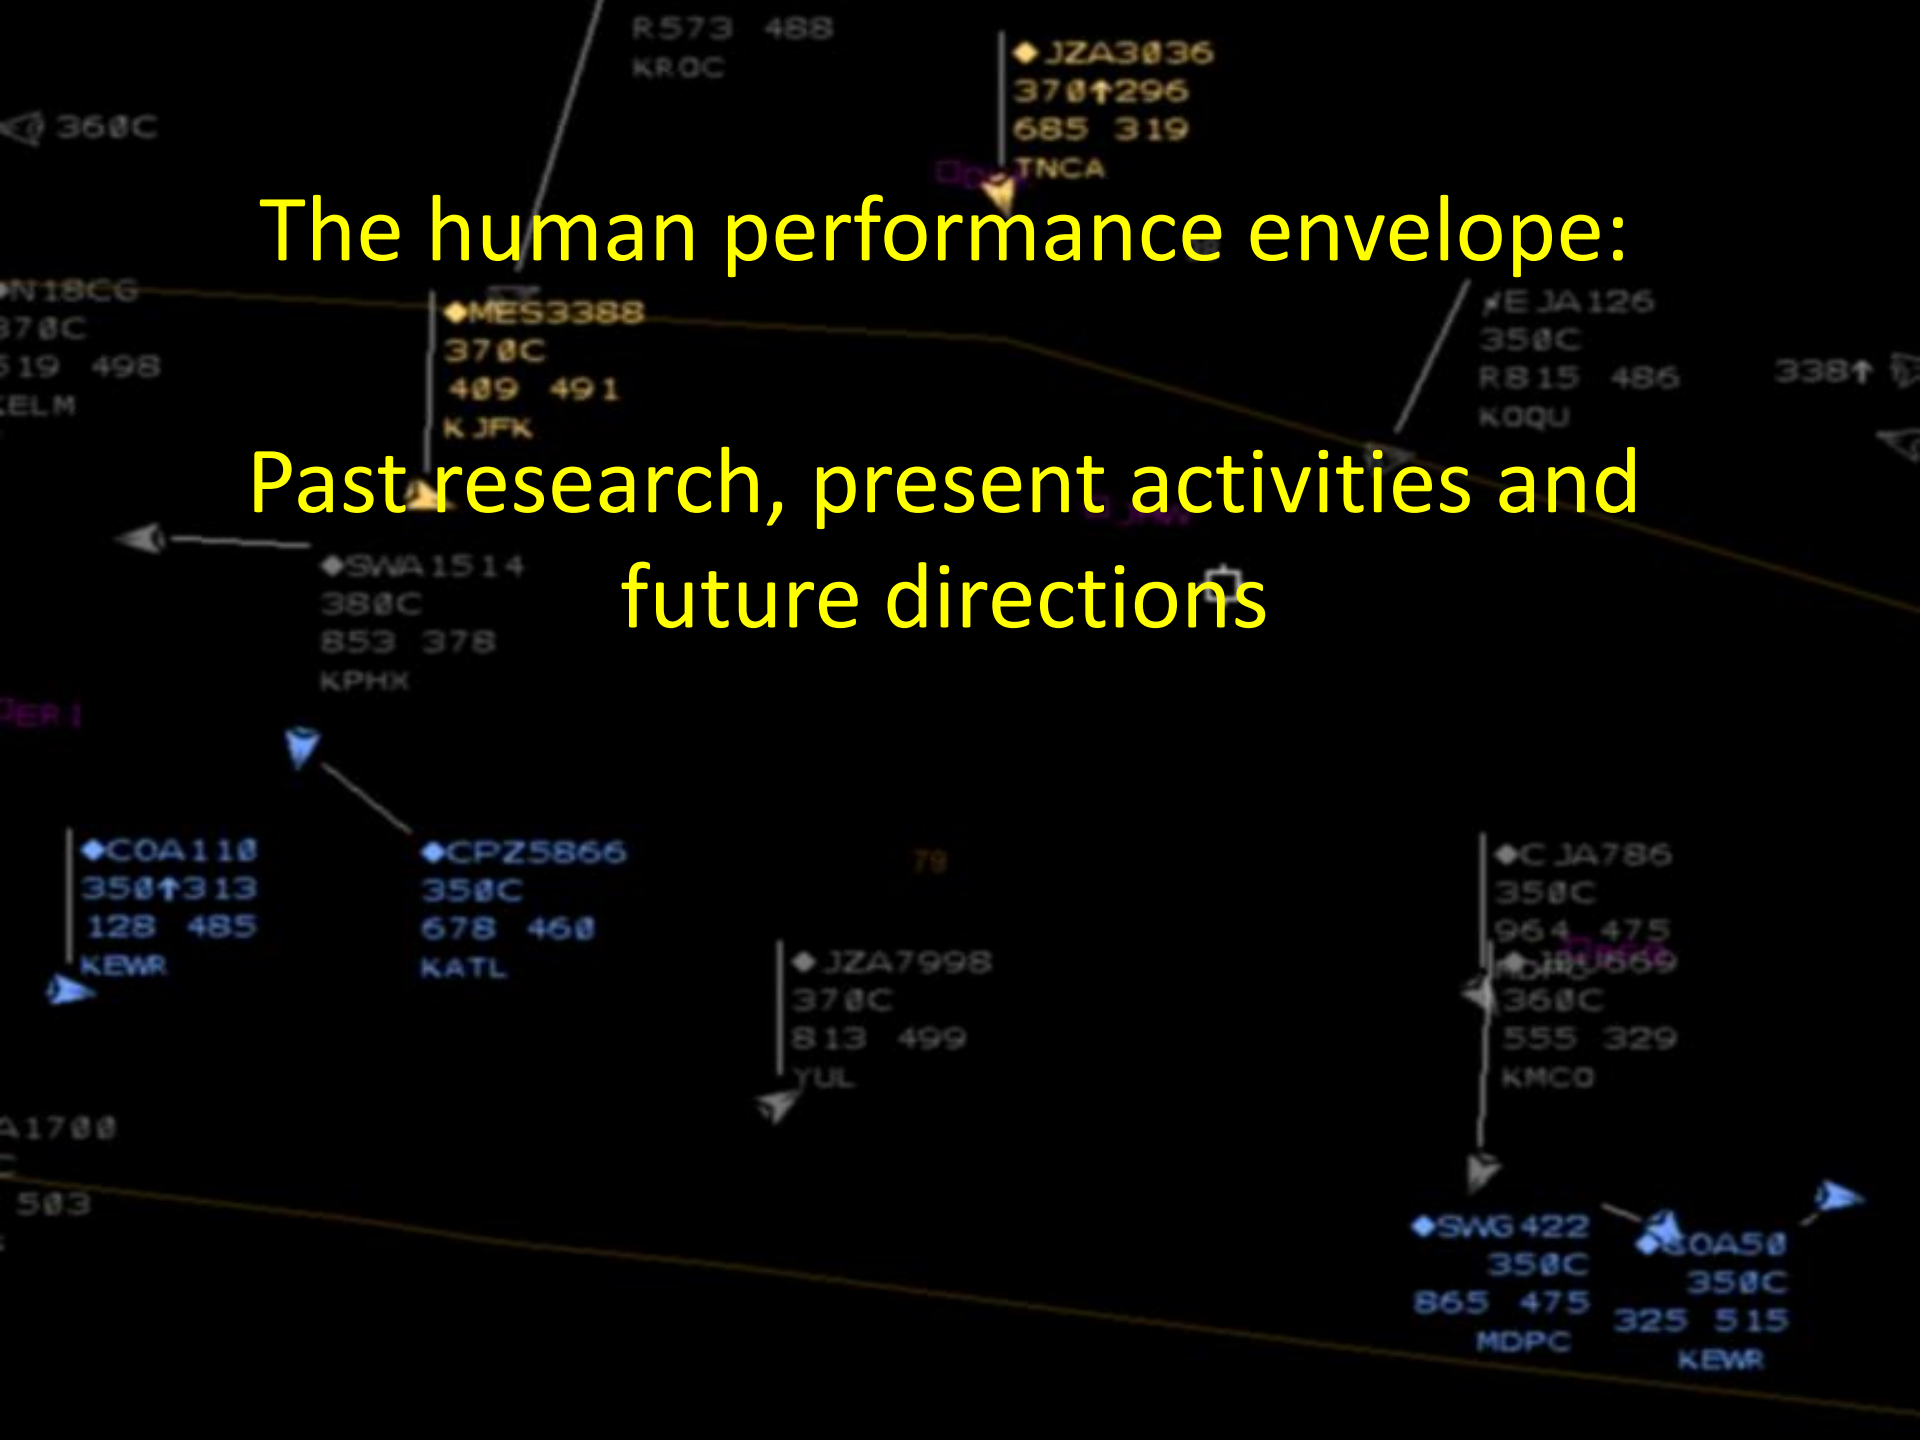 R573 488
KROC
◆JZA3036
370↑296
685 319
TNCA
360C
The human performance envelope:
N18CG
370C
519 498
KELM
◆MES3388
370C
409 491
KJFK
EJA126
350C
R815 486
KOQU
338↑
Past research, present activities and
future directions
◆SWA1514
380C
853 378
KPHX
ERI
◆COA110
350↑313
128 485
KEWR
◆CPZ5866
350C
678 460
KATL
79
◆JZA7998
370C
813 499
YUL
◆CJA786
350C
964 475
360C
555 329
KMCO
A1700
C
503
◆SWG422
350C
865 475
MDPC
◆COA50
350C
325 515
KEWR